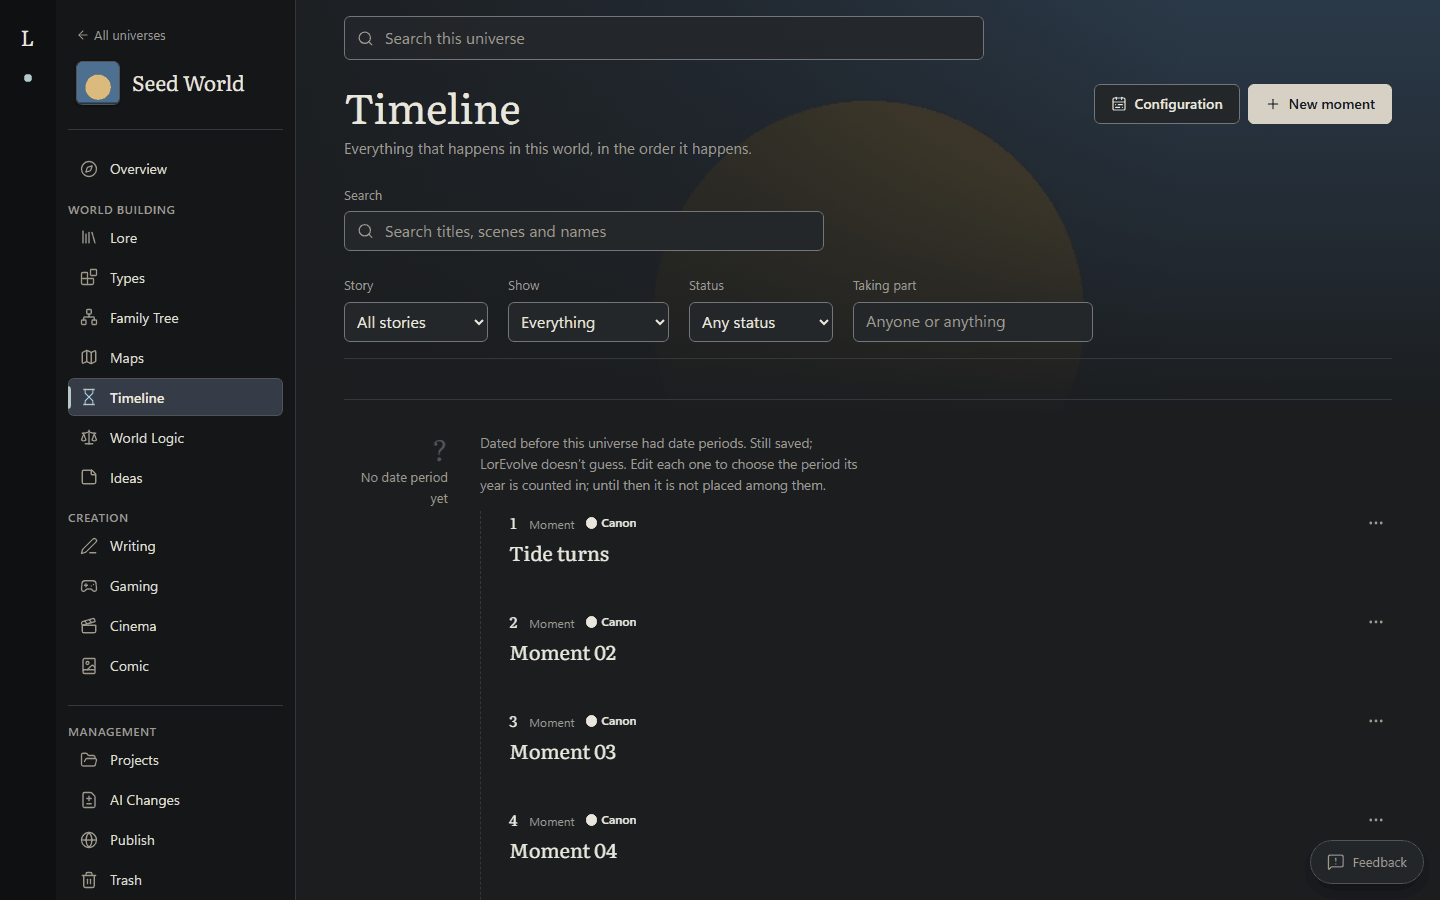 L
All universes
Seed World
Overview
WORLD BUILDING
Lore
Types
Family Tree
Maps
Timeline
World Logic
Ideas
CREATION
Writing
Gaming
Cinema
Comic
MANAGEMENT
Projects
AI Changes
Publish
Trash
Search this universe
Timeline
Configuration
New moment
Everything that happens in this world, in the order it happens.
Search
Search titles, scenes and names
Story
Show
Status
Taking part
All stories
Everything
Any status
Anyone or anything
?
No date period
yet
Dated before this universe had date periods. Still saved;
LorEvolve doesn't guess. Edit each one to choose the period its
year is counted in; until then it is not placed among them.
1 Moment Canon
Tide turns
2 Moment Canon
Moment 02
3 Moment Canon
Moment 03
4 Moment Canon
Moment 04
Feedback